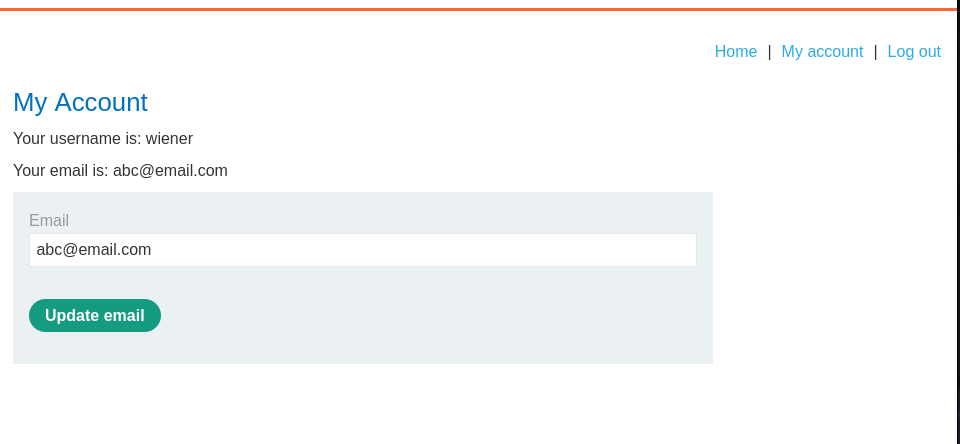 Home | My account | Log out
My Account
Your username is: wiener
Your email is: abc@email.com
Email
abc@email.com
Update email